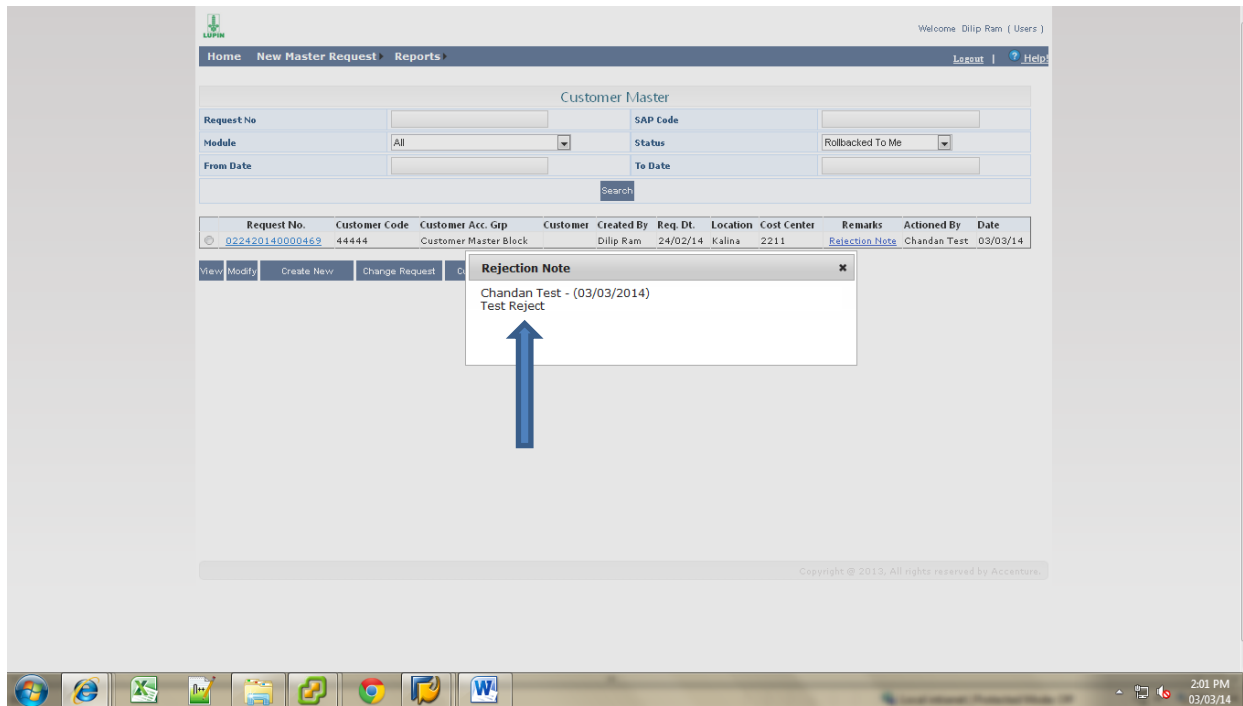 LUPIN
Welcome Dilip Ram ( Users )
Home New Master Request Reports
Logout | ? Help!
Customer Master
Request No SAP Code
Module All Status Rollbacked To Me
From Date To Date
Search
Request No. Customer Code Customer Acc. Grp Customer Created By Req. Dt. Location Cost Center Remarks Actioned By Date
022420140000469 44444 Customer Master Block Dilip Ram 24/02/14 Kalina 2211 Rejection Note Chandan Test 03/03/14
View Modify Create New Change Request
Rejection Note
Chandan Test - (03/03/2014)
Test Reject
Copyright @ 2013, All rights reserved by Accenture.
2:01 PM
03/03/14